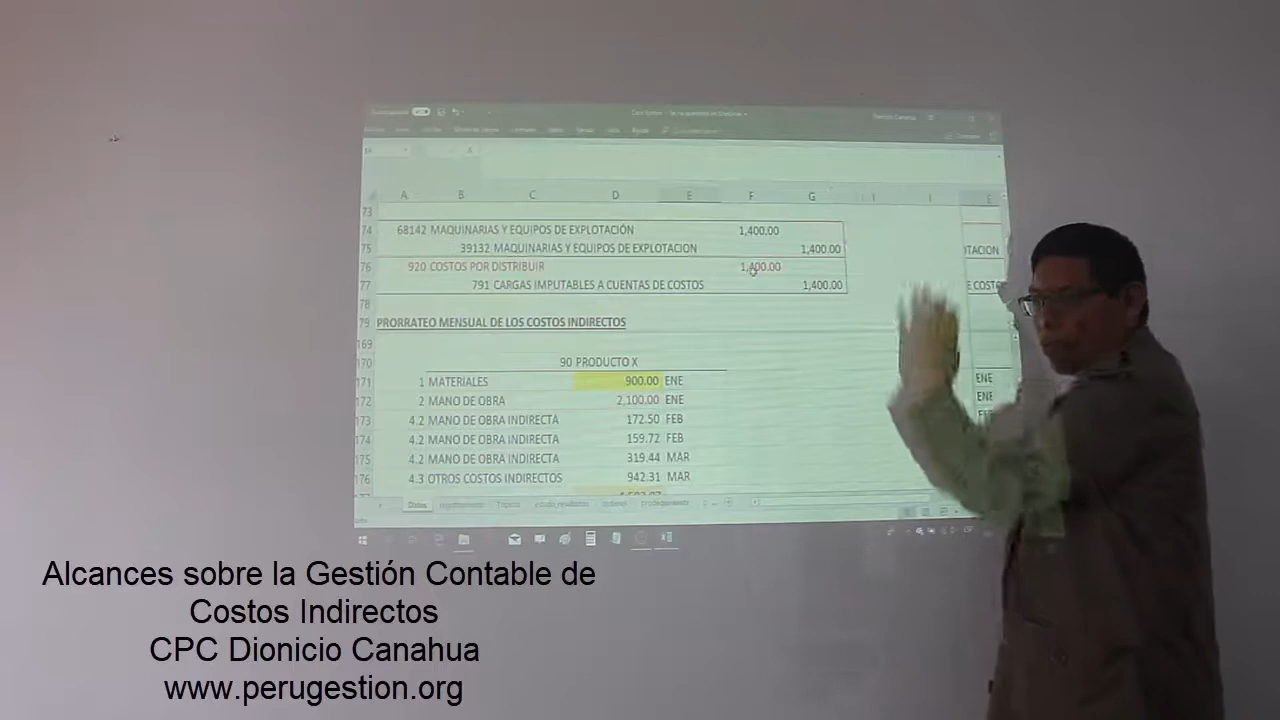 A B C D E F G
73
74 68142 MAQUINARIAS Y EQUIPOS DE EXPLOTACIÓN 1,400.00
75 39132 MAQUINARIAS Y EQUIPOS DE EXPLOTACION 1,400.00
76 920 COSTOS POR DISTRIBUIR 1,400.00
77 791 CARGAS IMPUTABLES A CUENTAS DE COSTOS 1,400.00
78
79 PRORRATEO MENSUAL DE LOS COSTOS INDIRECTOS
169
170 90 PRODUCTO X
171 1 MATERIALES 900.00 ENE
172 2 MANO DE OBRA 2,100.00 ENE
173 4.2 MANO DE OBRA INDIRECTA 172.50 FEB
174 4.2 MANO DE OBRA INDIRECTA 159.72 FEB
175 4.2 MANO DE OBRA INDIRECTA 319.44 MAR
176 4.3 OTROS COSTOS INDIRECTOS 942.31 MAR
ENE
ENE
Datos
Alcances sobre la Gestión Contable de
Costos Indirectos
CPC Dionicio Canahua
www.perugestion.org